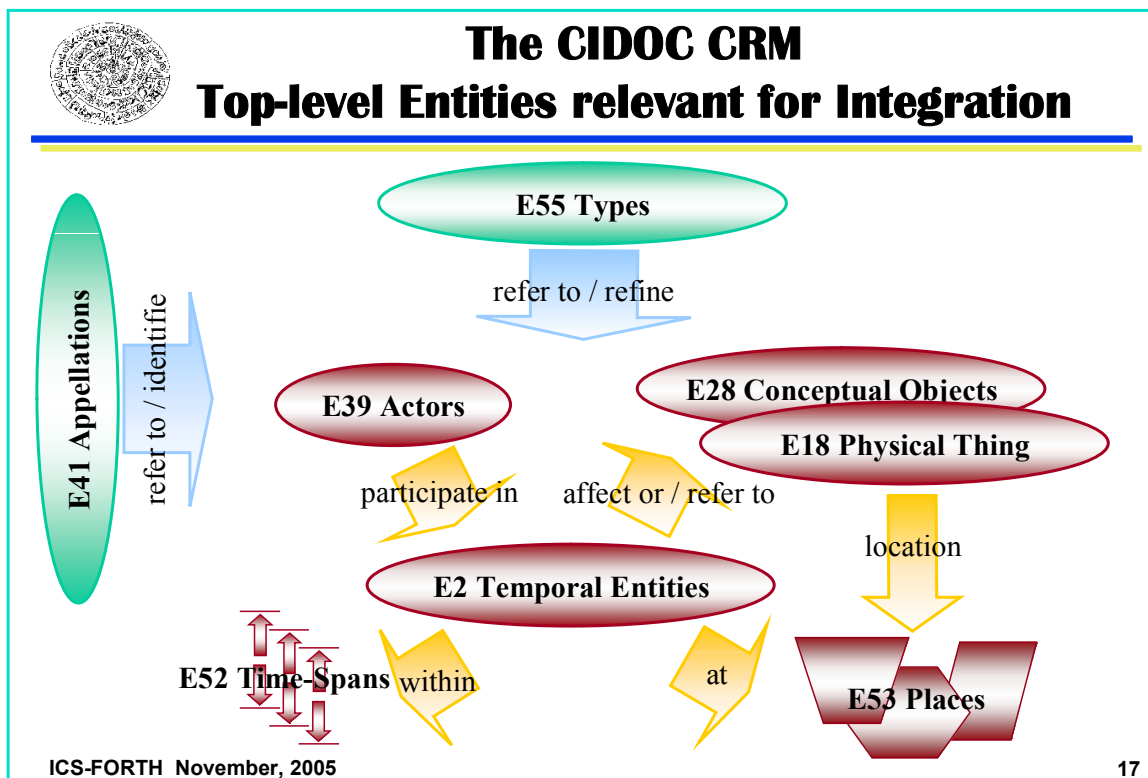 The CIDOC CRM
Top-level Entities relevant for Integration
E55 Types
refer to / refine
E41 Appellations
refer to / identifie
E39 Actors
E28 Conceptual Objects
E18 Physical Thing
participate in
affect or / refer to
location
E2 Temporal Entities
E52 Time-Spans
within
at
E53 Places
ICS-FORTH November, 2005
17